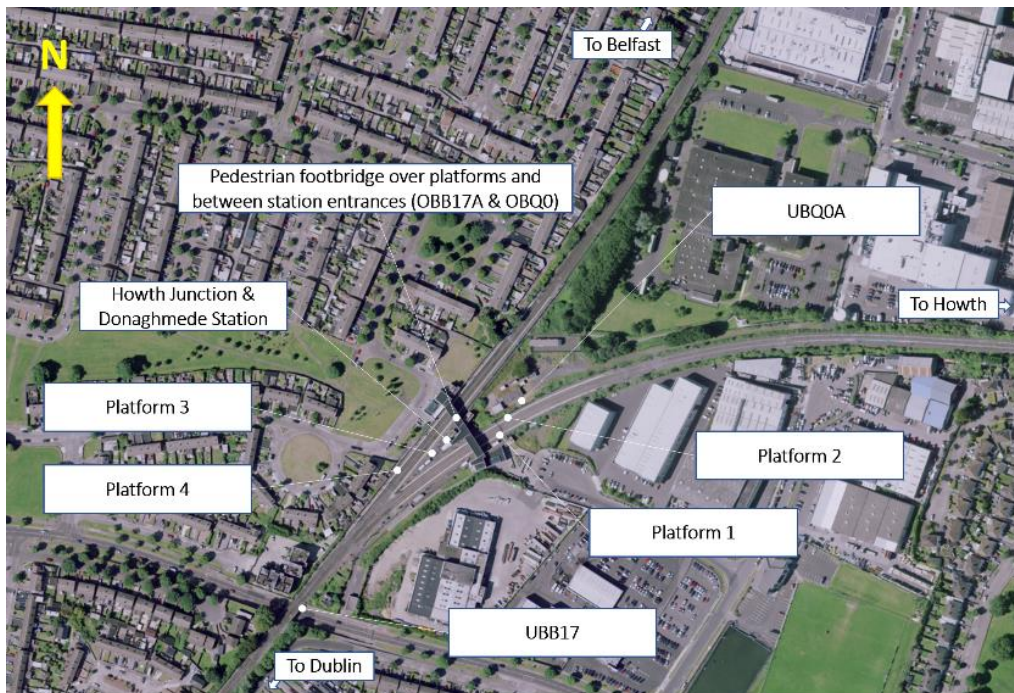 To Belfast
N
Pedestrian footbridge over platforms and
between station entrances (OBB17A & OBQ0)
UBQ0A
Howth Junction &
Donaghmede Station
To Howth
Platform 3
Platform 2
Platform 4
Platform 1
UBB17
To Dublin